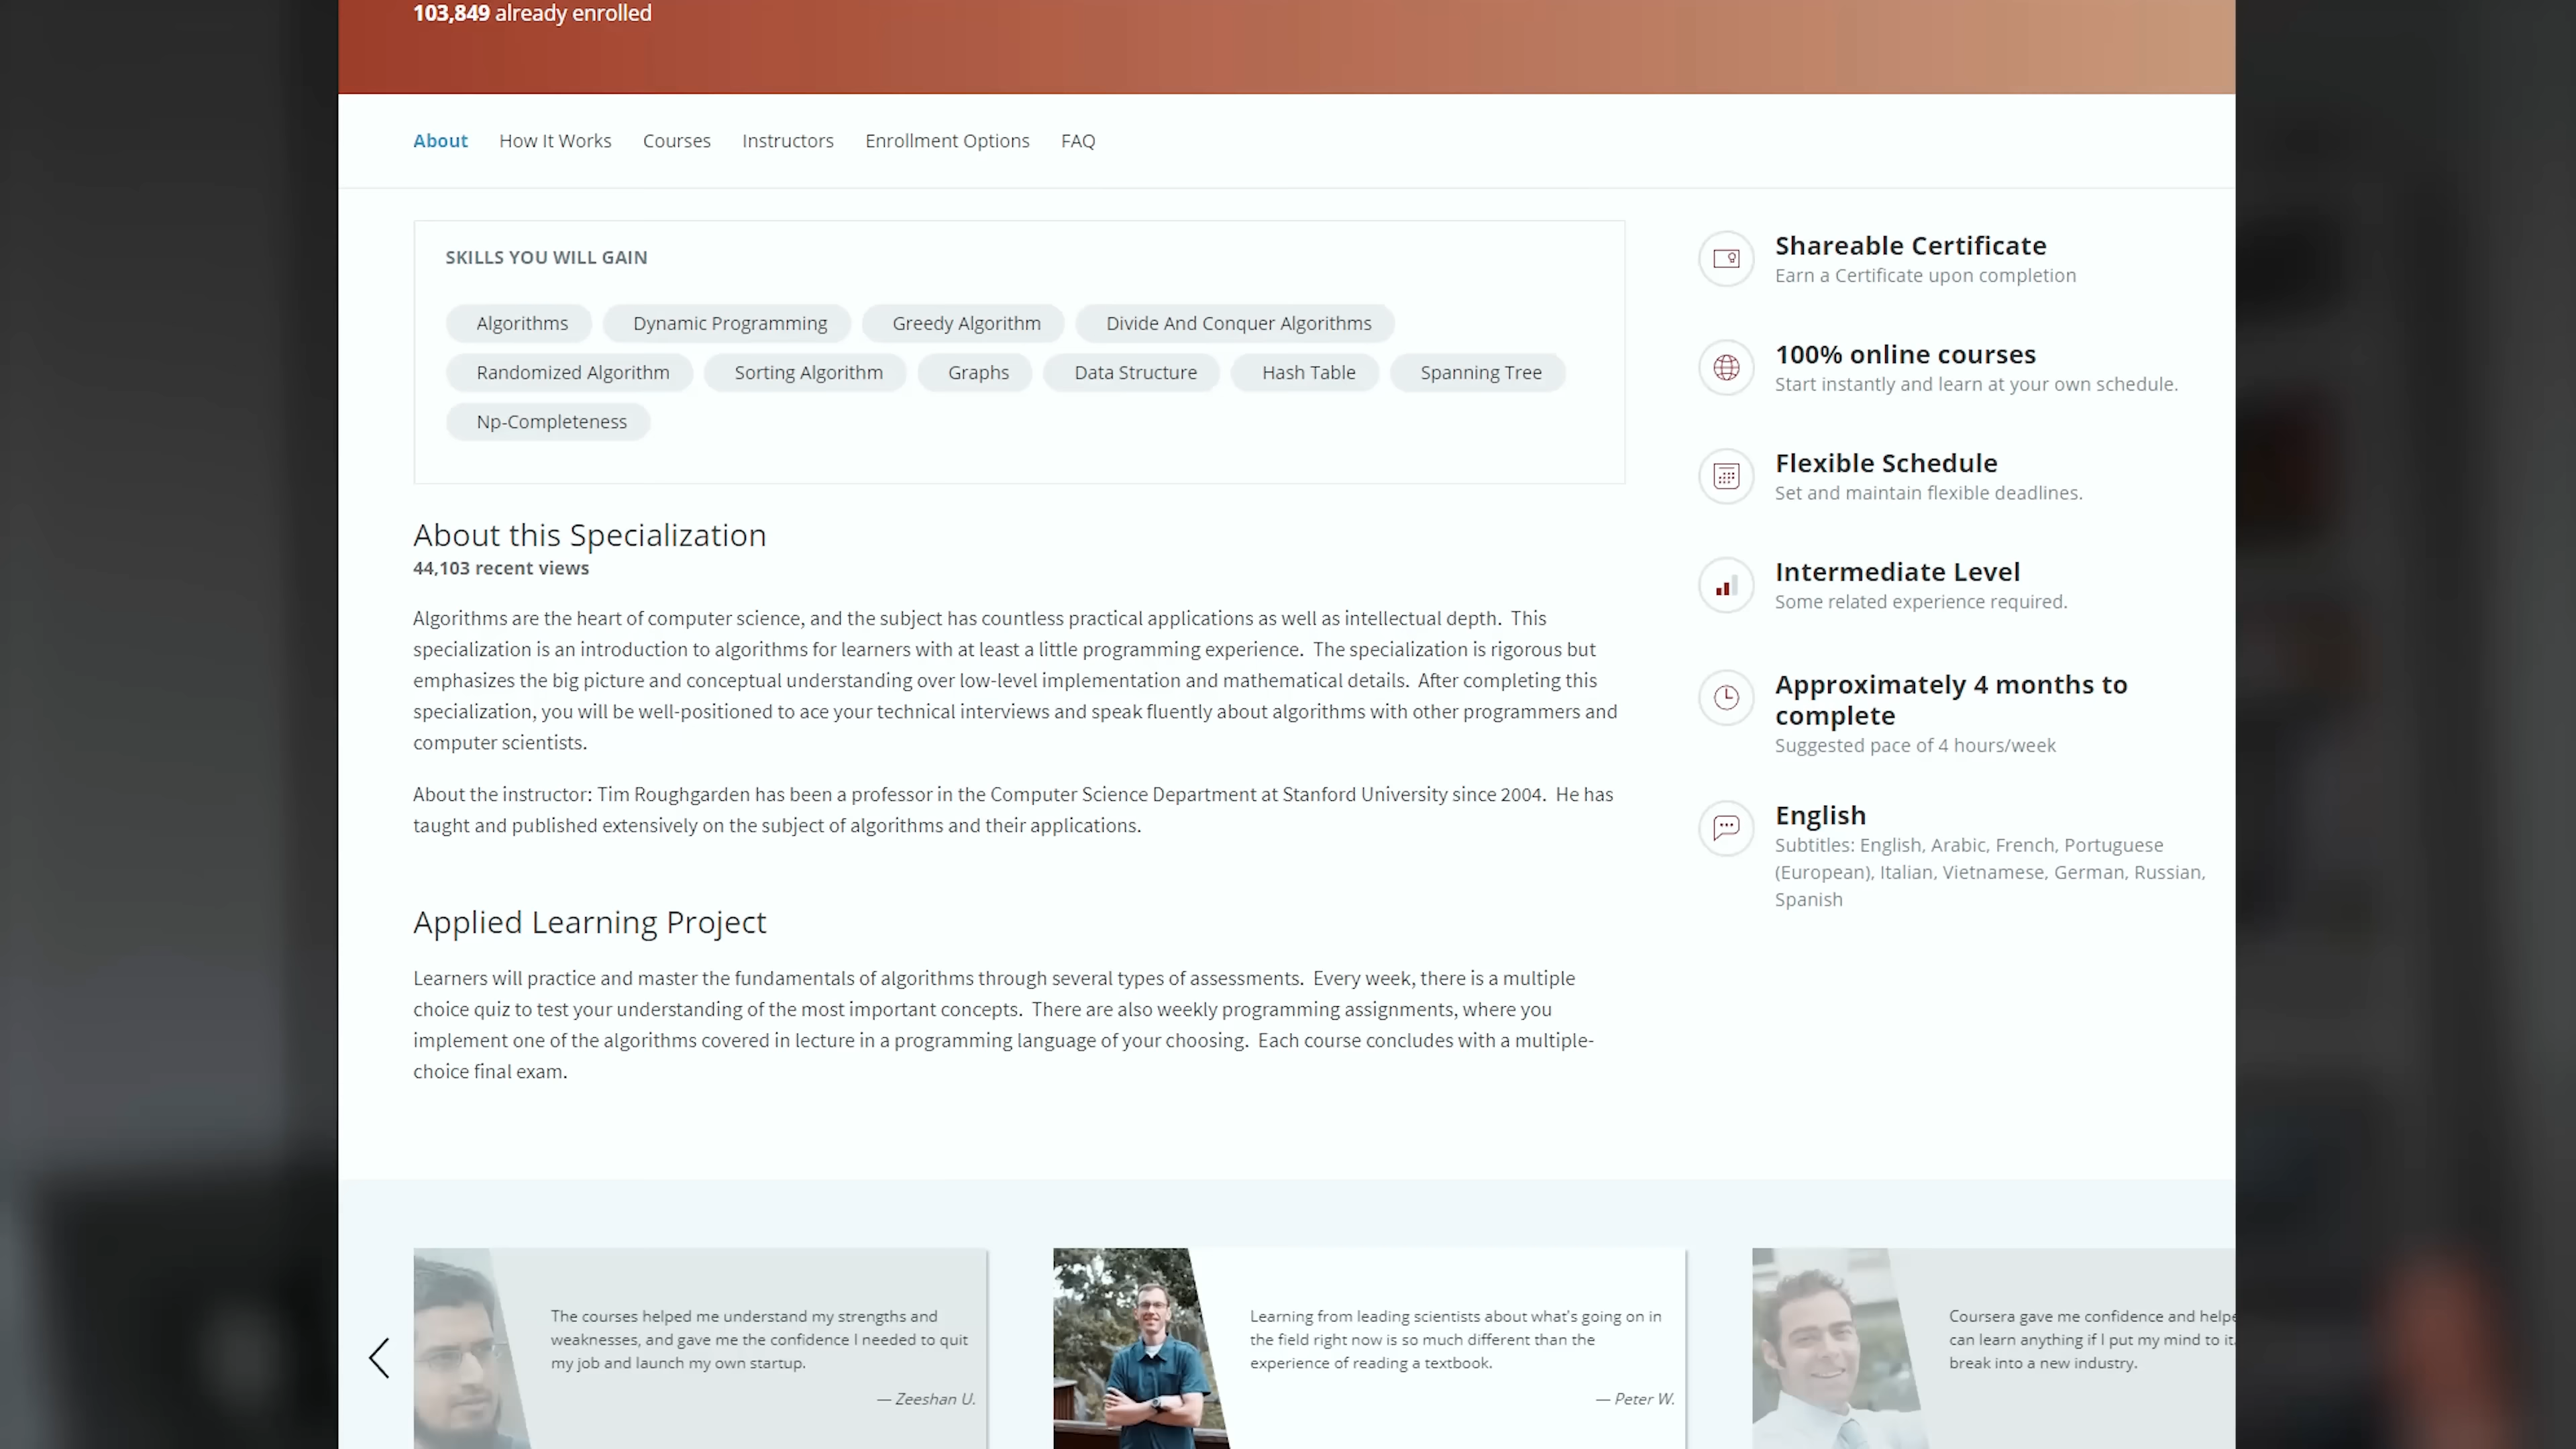 103,849 already enrolled
About How It Works Courses Instructors Enrollment Options FAQ
SKILLS YOU WILL GAIN
Algorithms Dynamic Programming Greedy Algorithm Divide And Conquer Algorithms
Randomized Algorithm Sorting Algorithm Graphs Data Structure Hash Table Spanning Tree
Np-Completeness
About this Specialization
44,103 recent views
Algorithms are the heart of computer science, and the subject has countless practical applications as well as intellectual depth. This
specialization is an introduction to algorithms for learners with at least a little programming experience. The specialization is rigorous but
emphasizes the big picture and conceptual understanding over low-level implementation and mathematical details. After completing this
specialization, you will be well-positioned to ace your technical interviews and speak fluently about algorithms with other programmers and
computer scientists.
About the instructor: Tim Roughgarden has been a professor in the Computer Science Department at Stanford University since 2004. He has
taught and published extensively on the subject of algorithms and their applications.
Applied Learning Project
Learners will practice and master the fundamentals of algorithms through several types of assessments. Every week, there is a multiple
choice quiz to test your understanding of the most important concepts. There are also weekly programming assignments, where you
implement one of the algorithms covered in lecture in a programming language of your choosing. Each course concludes with a multiple-
choice final exam.
Shareable Certificate
Earn a Certificate upon completion
100% online courses
Start instantly and learn at your own schedule.
Flexible Schedule
Set and maintain flexible deadlines.
Intermediate Level
Some related experience required.
Approximately 4 months to
complete
Suggested pace of 4 hours/week
English
Subtitles: English, Arabic, French, Portuguese
(European), Italian, Vietnamese, German, Russian,
Spanish
The courses helped me understand my strengths and
weaknesses, and gave me the confidence I needed to quit
my job and launch my own startup.
— Zeeshan U.
Learning from leading scientists about what's going on in
the field right now is so much different than the
experience of reading a textbook.
— Peter W.
Coursera gave me confidence and helpe
can learn anything if I put my mind to it.
break into a new industry.